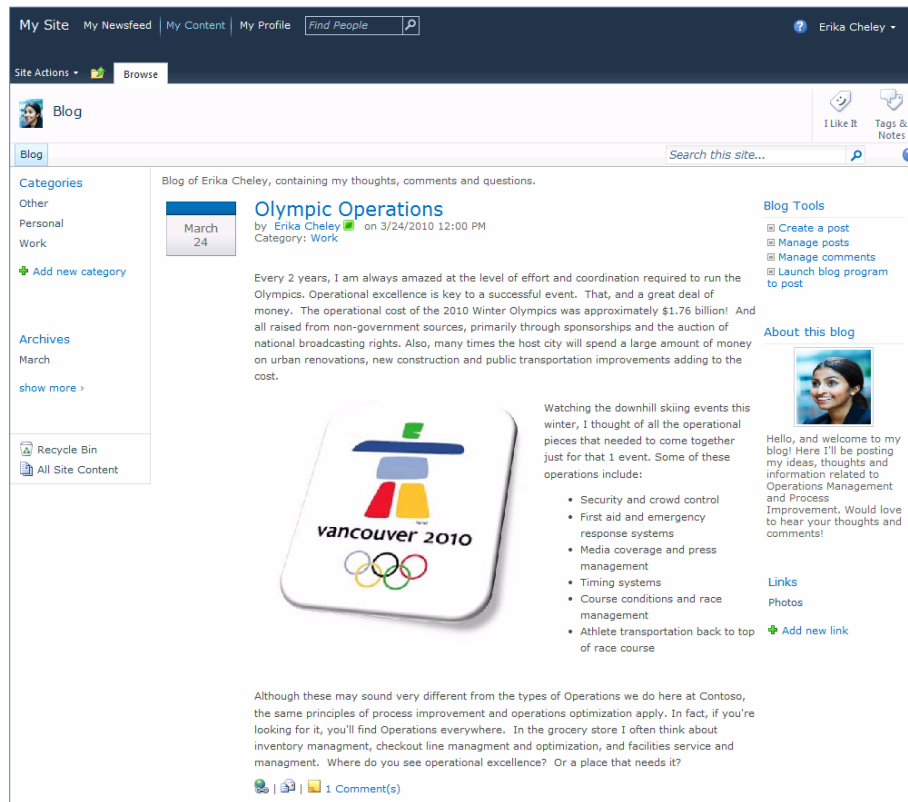 My Site My Newsfeed My Content My Profile Find People
Erika Cheley
Site Actions Browse
Blog
I Like It
Tags &
Notes
Blog
Search this site...
Categories
Other
Personal
Work
Add new category
Archives
March
show more ›
Recycle Bin
All Site Content
Blog of Erika Cheley, containing my thoughts, comments and questions.
March
24
Olympic Operations
by Erika Cheley on 3/24/2010 12:00 PM
Category: Work
Every 2 years, I am always amazed at the level of effort and coordination required to run the
Olympics. Operational excellence is key to a successful event. That, and a great deal of
money. The operational cost of the 2010 Winter Olympics was approximately $1.76 billion! And
all raised from non-government sources, primarily through sponsorships and the auction of
national broadcasting rights. Also, many times the host city will spend a large amount of money
on urban renovations, new construction and public transportation improvements adding to the
cost.
vancouver 2010
Watching the downhill skiing events this
winter, I thought of all the operational
pieces that needed to come together
just for that 1 event. Some of these
operations include:
• Security and crowd control
• First aid and emergency
response systems
• Media coverage and press
management
• Timing systems
• Course conditions and race
management
• Athlete transportation back to top
of race course
Although these may sound very different from the types of Operations we do here at Contoso,
the same principles of process improvement and operations optimization apply. In fact, if you're
looking for it, you'll find Operations everywhere. In the grocery store I often think about
inventory managment, checkout line managment and optimization, and facilities service and
managment. Where do you see operational excellence? Or a place that needs it?
| | 1 Comment(s)
Blog Tools
Create a post
Manage posts
Manage comments
Launch blog program
to post
About this blog
Hello, and welcome to my
blog! Here I'll be posting
my ideas, thoughts and
information related to
Operations Management
and Process
Improvement. Would love
to hear your thoughts and
comments!
Links
Photos
Add new link